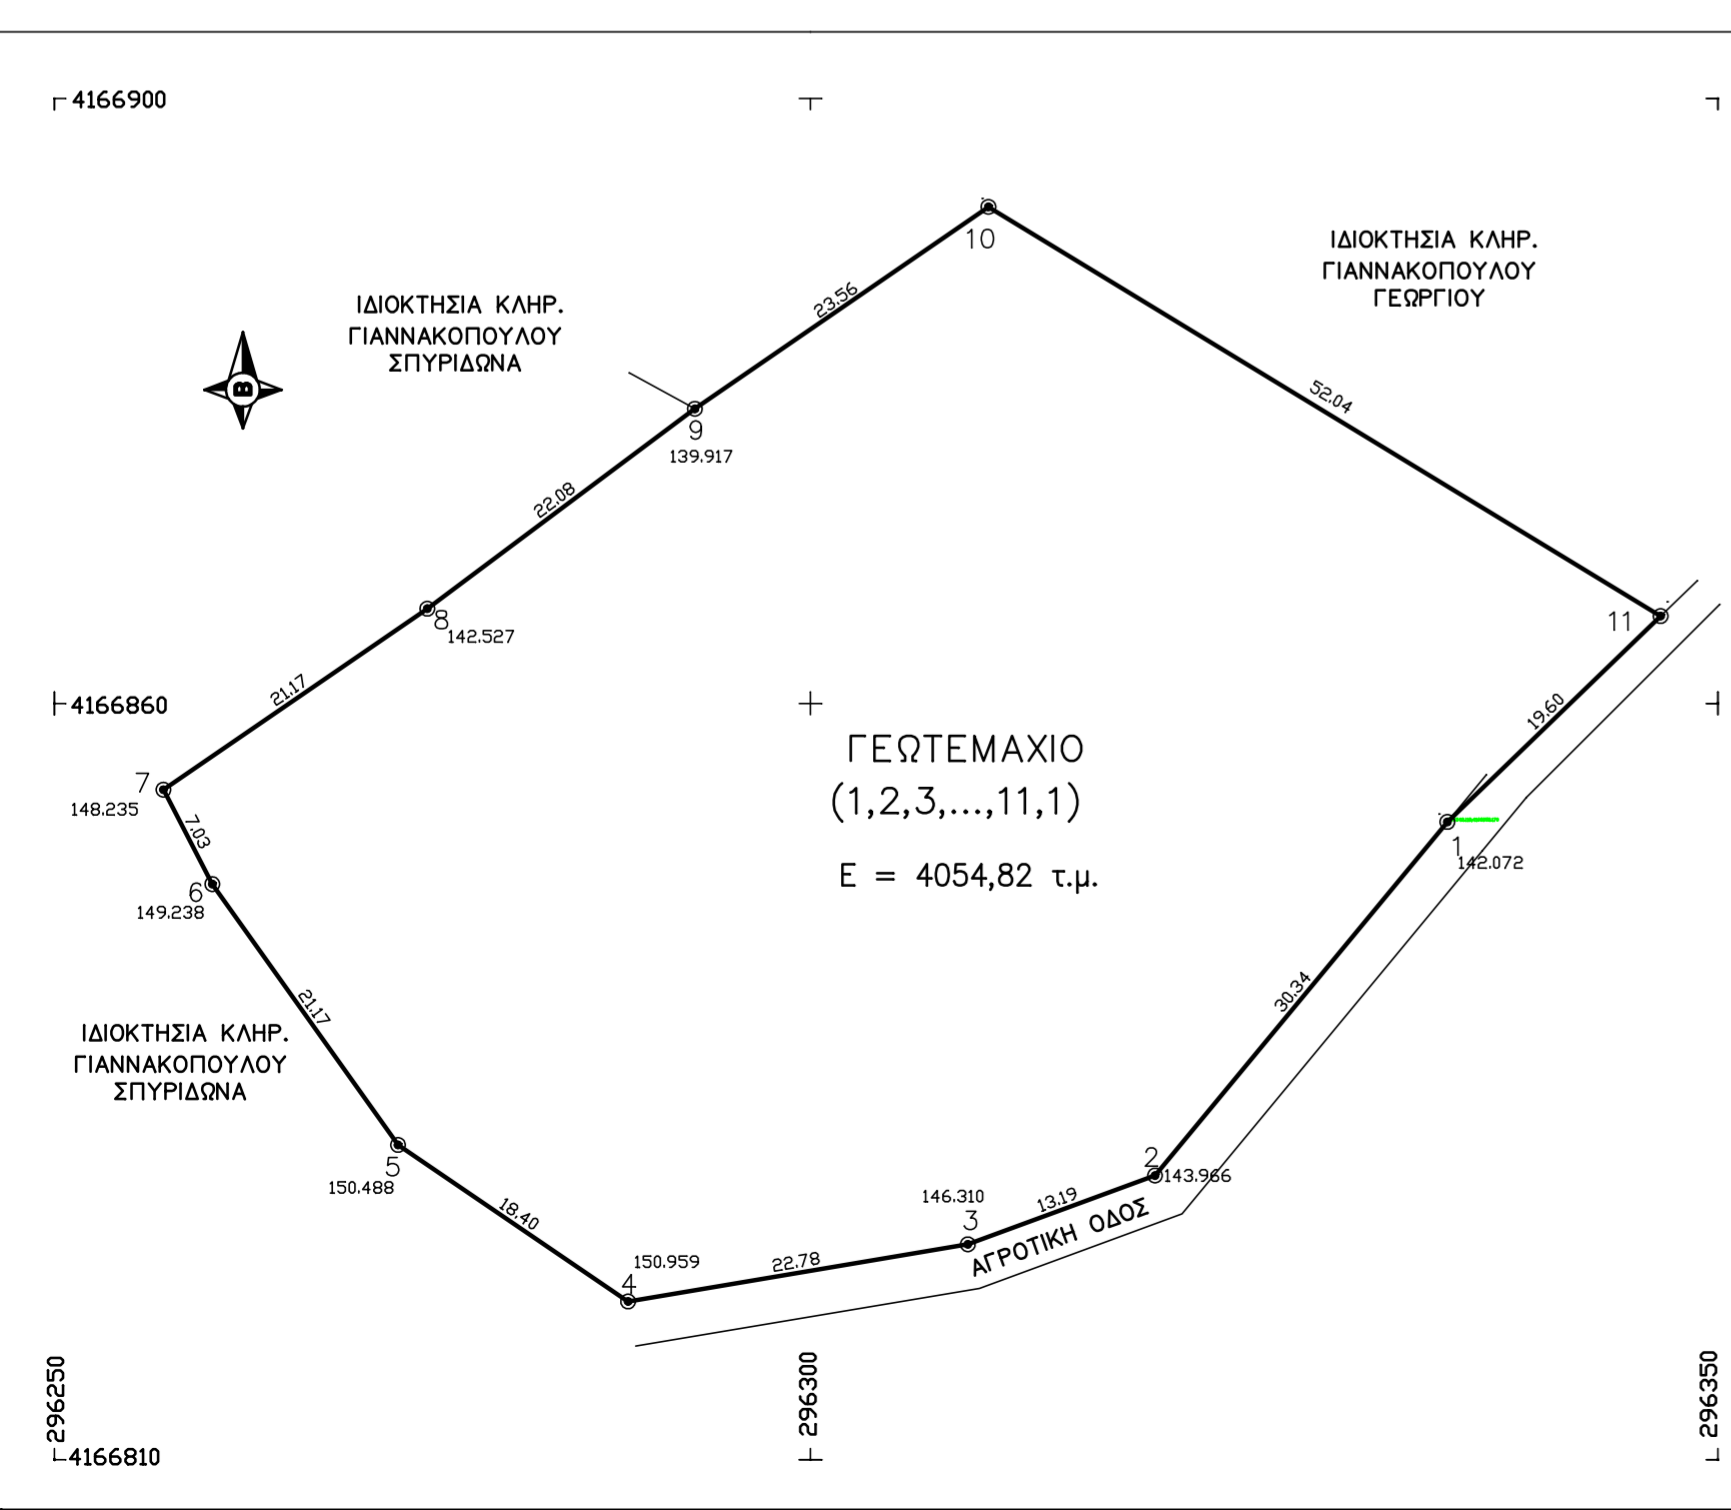 4166900
10
ΙΔΙΟΚΤΗΣΙΑ ΚΛΗΡ.
ΓΙΑΝΝΑΚΟΠΟΥΛΟΥ
ΓΕΩΡΓΙΟΥ
ΙΔΙΟΚΤΗΣΙΑ ΚΛΗΡ.
ΓΙΑΝΝΑΚΟΠΟΥΛΟΥ
ΣΠΥΡΙΔΩΝΑ
23.56
Β
52.04
9
139.917
22.08
8
142.527
11
21.17
4166860
19.60
ΓΕΩΤΕΜΑΧΙΟ
(1,2,3,...,11,1)
Ε = 4054,82 τ.μ.
7
148.235
7.03
1
142.072
6
149.238
21.17
30.34
ΙΔΙΟΚΤΗΣΙΑ ΚΛΗΡ.
ΓΙΑΝΝΑΚΟΠΟΥΛΟΥ
ΣΠΥΡΙΔΩΝΑ
5
150.488
2
143.966
146.310
13.19
3
18.40
ΑΓΡΟΤΙΚΗ ΟΔΟΣ
150.959
22.78
4
296250
296300
296350
4166810